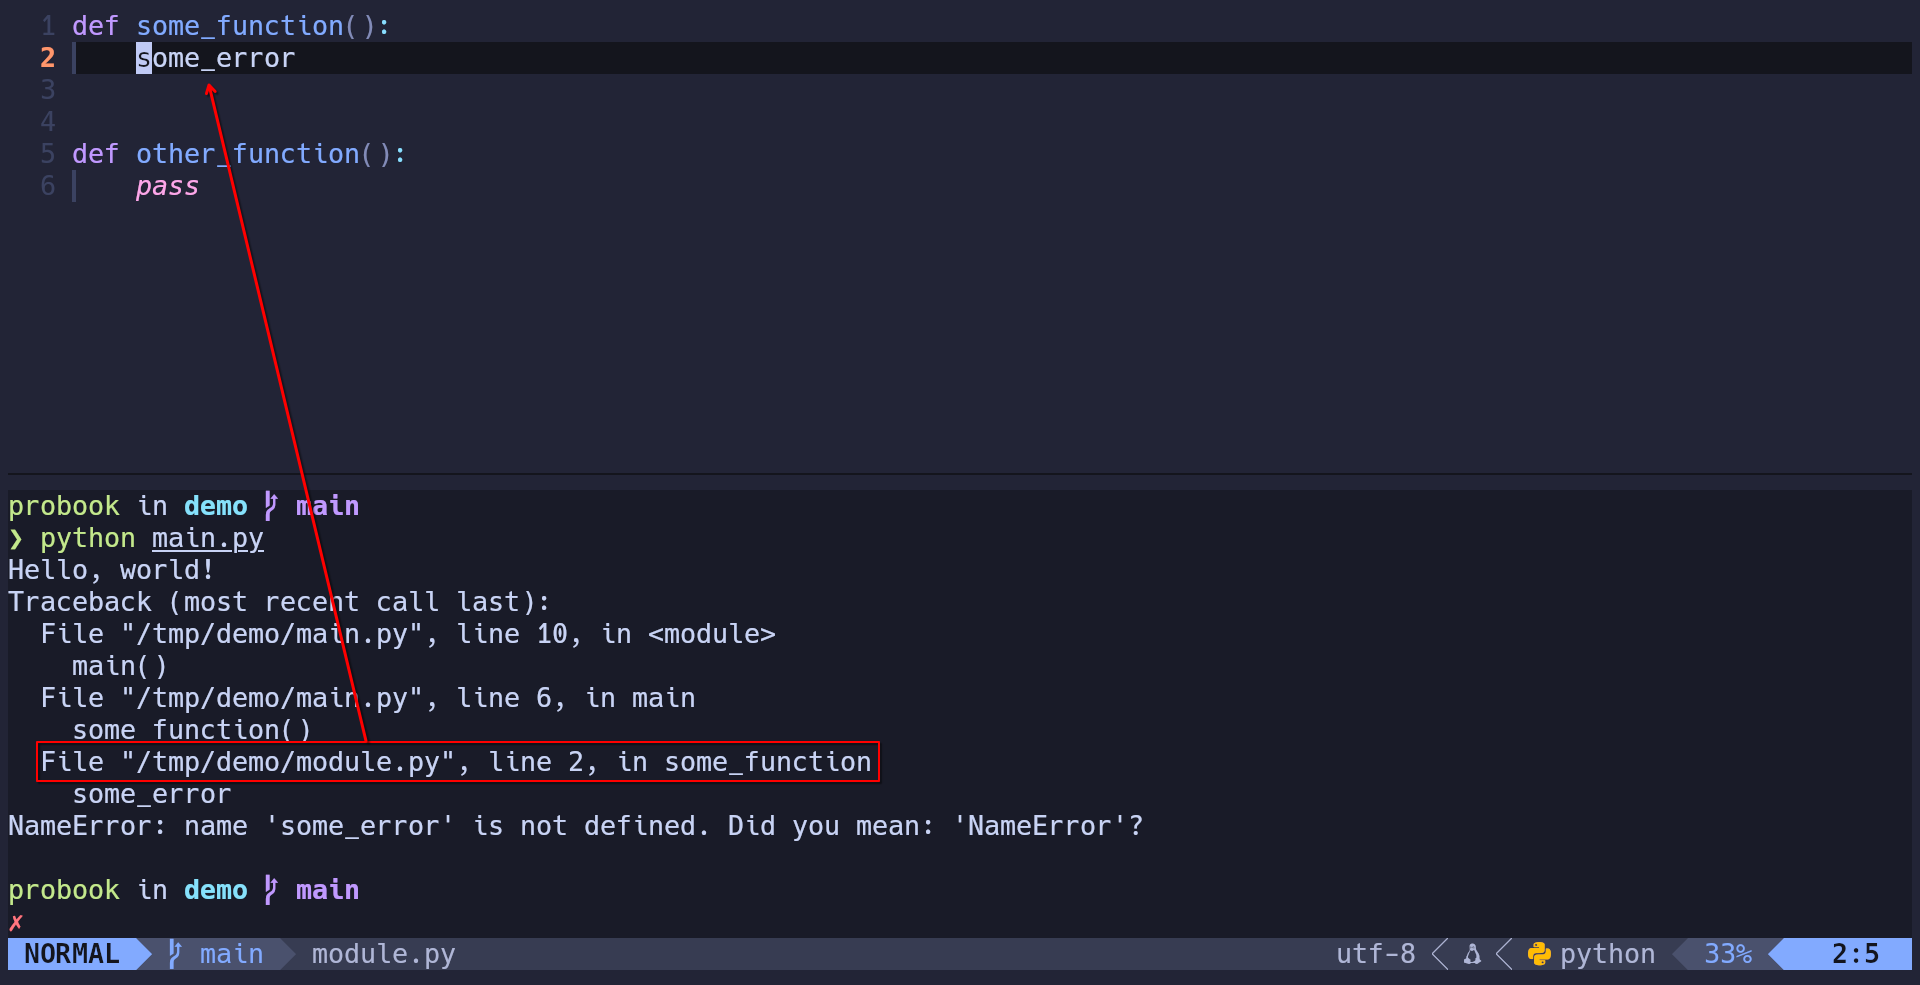 1 def some_function():
2     some_error
3
4
5 def other_function():
6     pass
probook in demo main
❯ python main.py
Hello, world!
Traceback (most recent call last):
  File "/tmp/demo/main.py", line 10, in <module>
    main()
  File "/tmp/demo/main.py", line 6, in main
    some_function()
  File "/tmp/demo/module.py", line 2, in some_function
    some_error
NameError: name 'some_error' is not defined. Did you mean: 'NameError'?
probook in demo main
✗
NORMAL main module.py utf-8 python 33% 2:5